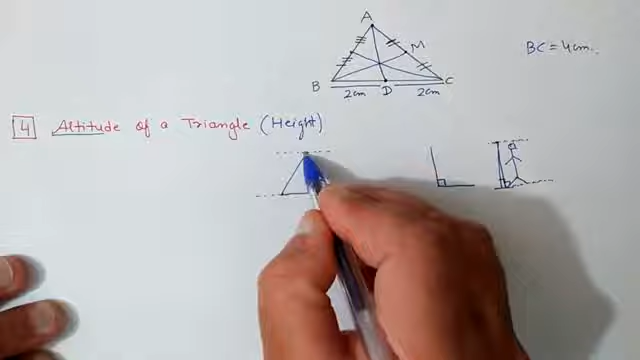 A
M
BC = 4cm.
B
C
2cm D 2cm
4 Altitude of a Triangle (Height)